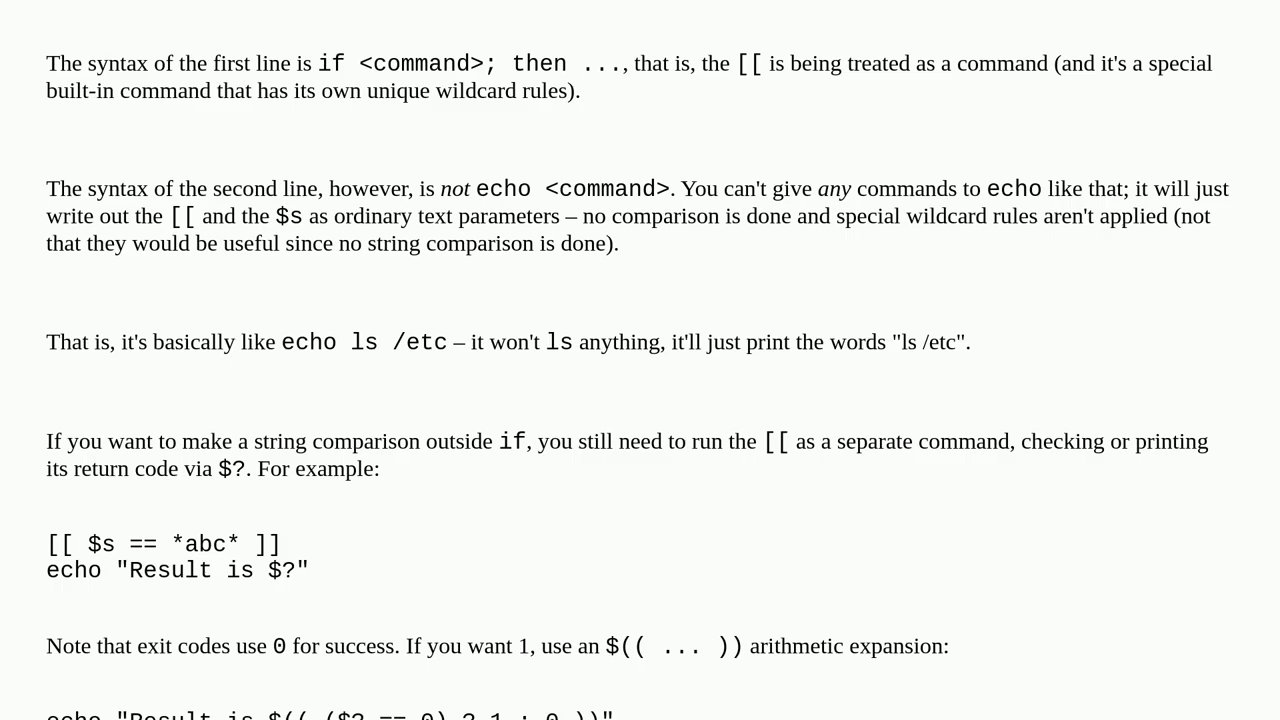 The syntax of the first line is if <command>; then ..., that is, the [[ is being treated as a command (and it's a special
built-in command that has its own unique wildcard rules).
The syntax of the second line, however, is not echo <command>. You can't give any commands to echo like that; it will just
write out the [[ and the $s as ordinary text parameters – no comparison is done and special wildcard rules aren't applied (not
that they would be useful since no string comparison is done).
That is, it's basically like echo ls /etc – it won't ls anything, it'll just print the words "ls /etc".
If you want to make a string comparison outside if, you still need to run the [[ as a separate command, checking or printing
its return code via $?. For example:
[[ $s == *abc* ]]
echo "Result is $?"
Note that exit codes use 0 for success. If you want 1, use an $(( ... )) arithmetic expansion:
echo "Result is $(( ($? == 0) ? 1 : 0 ))"